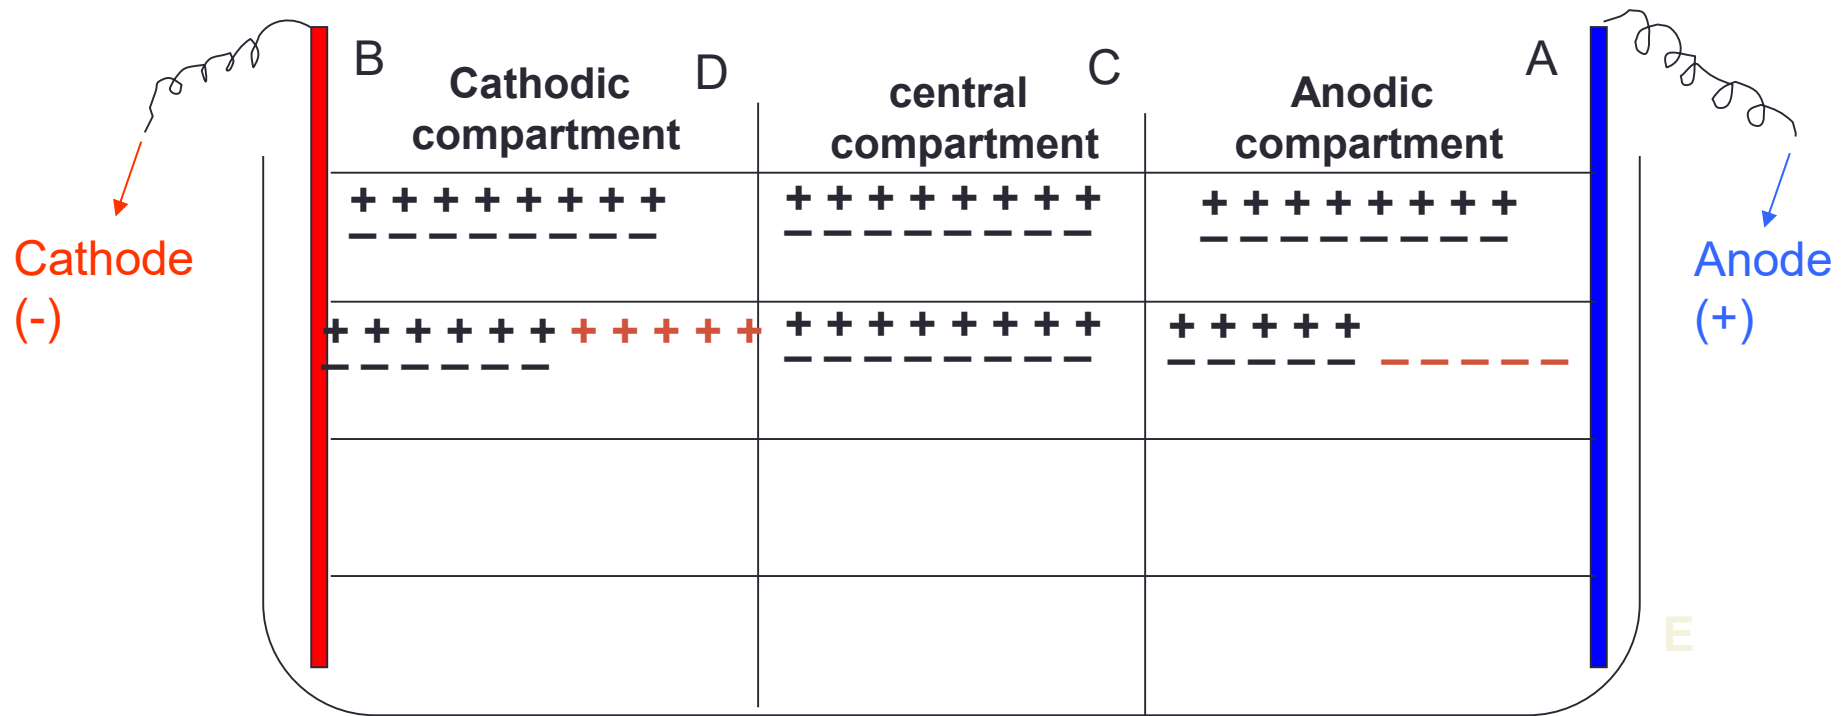 B
Cathodic
compartment
D
central
compartment
C
Anodic
compartment
A
+ + + + + + + +
− − − − − − − −
+ + + + + + + +
− − − − − − − −
+ + + + + + + +
− − − − − − − −
Cathode
(-)
Anode
(+)
+ + + + + + + + + + +
− − − − − −
+ + + + + + + +
− − − − − − − −
+ + + + +
− − − − − − − − − −
E